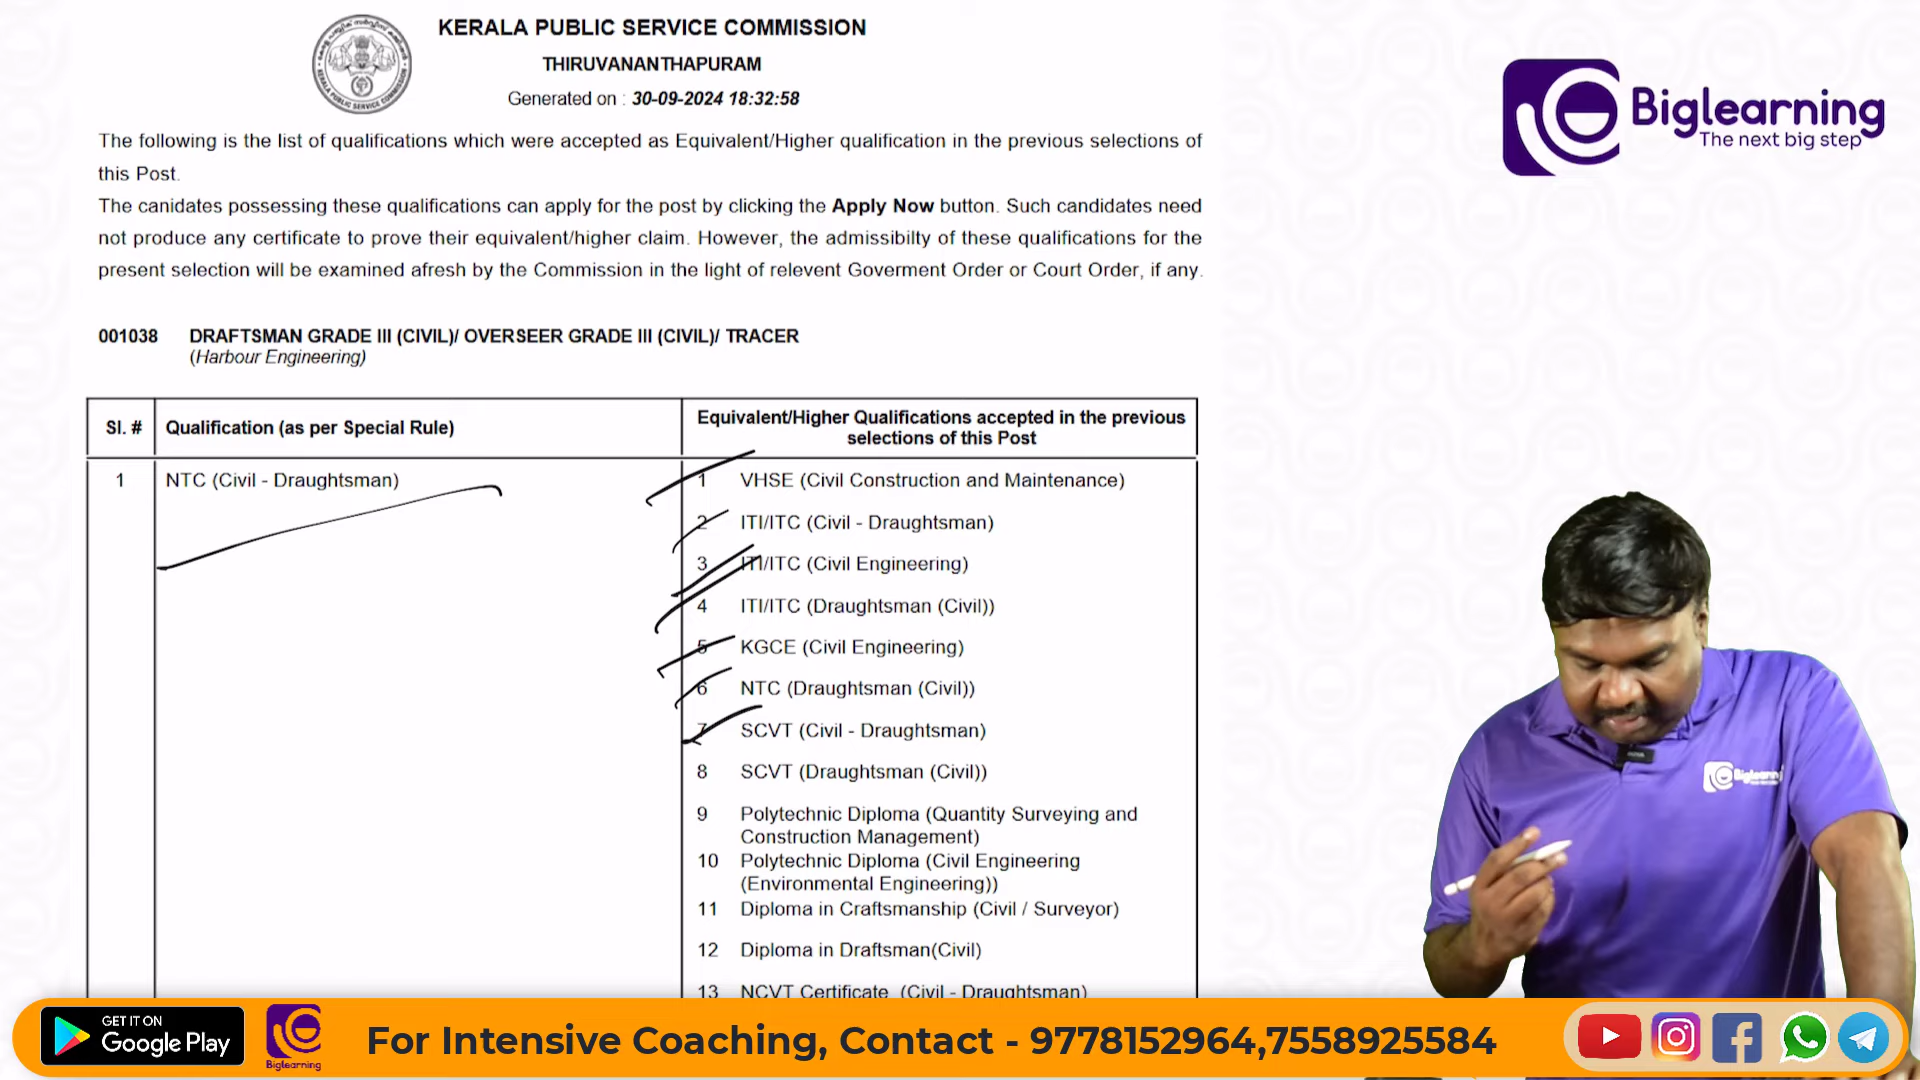 KERALA PUBLIC SERVICE COMMISSION
THIRUVANANTHAPURAM
Generated on : 30-09-2024 18:32:58
The following is the list of qualifications which were accepted as Equivalent/Higher qualification in the previous selections of
this Post.
The canidates possessing these qualifications can apply for the post by clicking the Apply Now button. Such candidates need
not produce any certificate to prove their equivalent/higher claim. However, the admissibilty of these qualifications for the
present selection will be examined afresh by the Commission in the light of relevent Goverment Order or Court Order, if any.
001038 DRAFTSMAN GRADE III (CIVIL)/ OVERSEER GRADE III (CIVIL)/ TRACER
(Harbour Engineering)
Sl. # Qualification (as per Special Rule) Equivalent/Higher Qualifications accepted in the previous
selections of this Post
1 NTC (Civil - Draughtsman) 1 VHSE (Civil Construction and Maintenance)
2 ITI/ITC (Civil - Draughtsman)
3 ITI/ITC (Civil Engineering)
4 ITI/ITC (Draughtsman (Civil))
5 KGCE (Civil Engineering)
6 NTC (Draughtsman (Civil))
7 SCVT (Civil - Draughtsman)
8 SCVT (Draughtsman (Civil))
9 Polytechnic Diploma (Quantity Surveying and
Construction Management)
10 Polytechnic Diploma (Civil Engineering
(Environmental Engineering))
11 Diploma in Craftsmanship (Civil / Surveyor)
12 Diploma in Draftsman(Civil)
13 NCVT Certificate (Civil - Draughtsman)
Biglearning
The next big step
Biglearning
GET IT ON
Google Play
Biglearning
For Intensive Coaching, Contact - 9778152964,7558925584